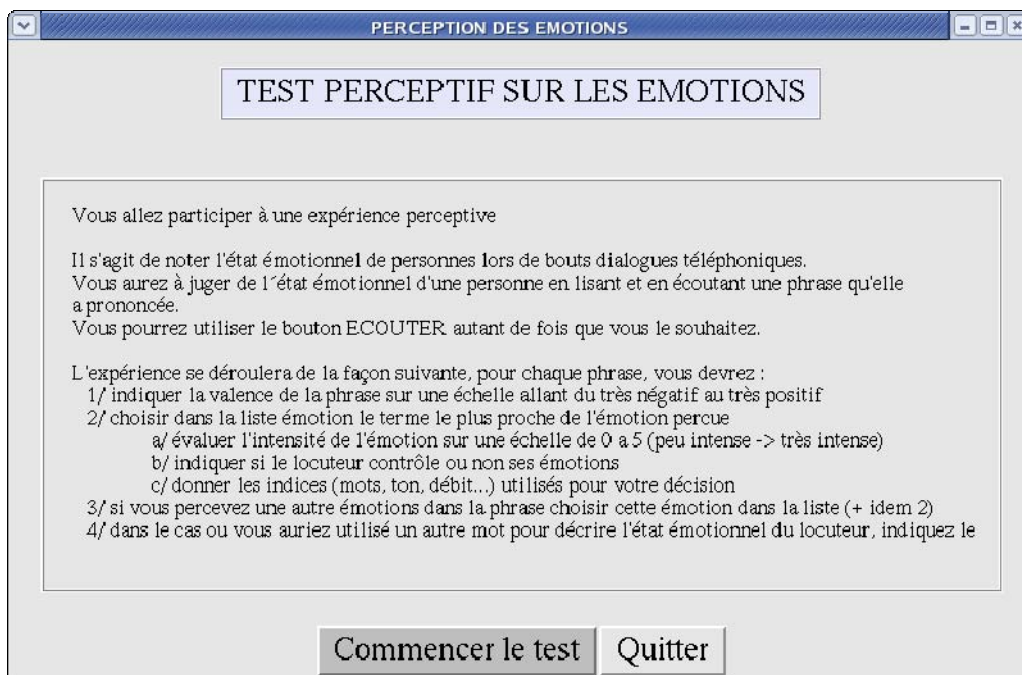 PERCEPTION DES EMOTIONS
TEST PERCEPTIF SUR LES EMOTIONS
Vous allez participer à une expérience perceptive
Il s'agit de noter l'état émotionnel de personnes lors de bouts dialogues téléphoniques.
Vous aurez à juger de l´état émotionnel d'une personne en lisant et en écoutant une phrase qu'elle
a prononcée.
Vous pourrez utiliser le bouton ECOUTER autant de fois que vous le souhaitez.
L'expérience se déroulera de la façon suivante, pour chaque phrase, vous devrez :
1/ indiquer la valence de la phrase sur une échelle allant du très négatif au très positif
2/ choisir dans la liste émotion le terme le plus proche de l'émotion percue
a/ évaluer l'intensité de l'émotion sur une échelle de 0 a 5 (peu intense -> très intense)
b/ indiquer si le locuteur contrôle ou non ses émotions
c/ donner les indices (mots, ton, débit...) utilisés pour votre décision
3/ si vous percevez une autre émotions dans la phrase choisir cette émotion dans la liste (+ idem 2)
4/ dans le cas ou vous auriez utilisé un autre mot pour décrire l'état émotionnel du locuteur, indiquez le
Commencer le test Quitter